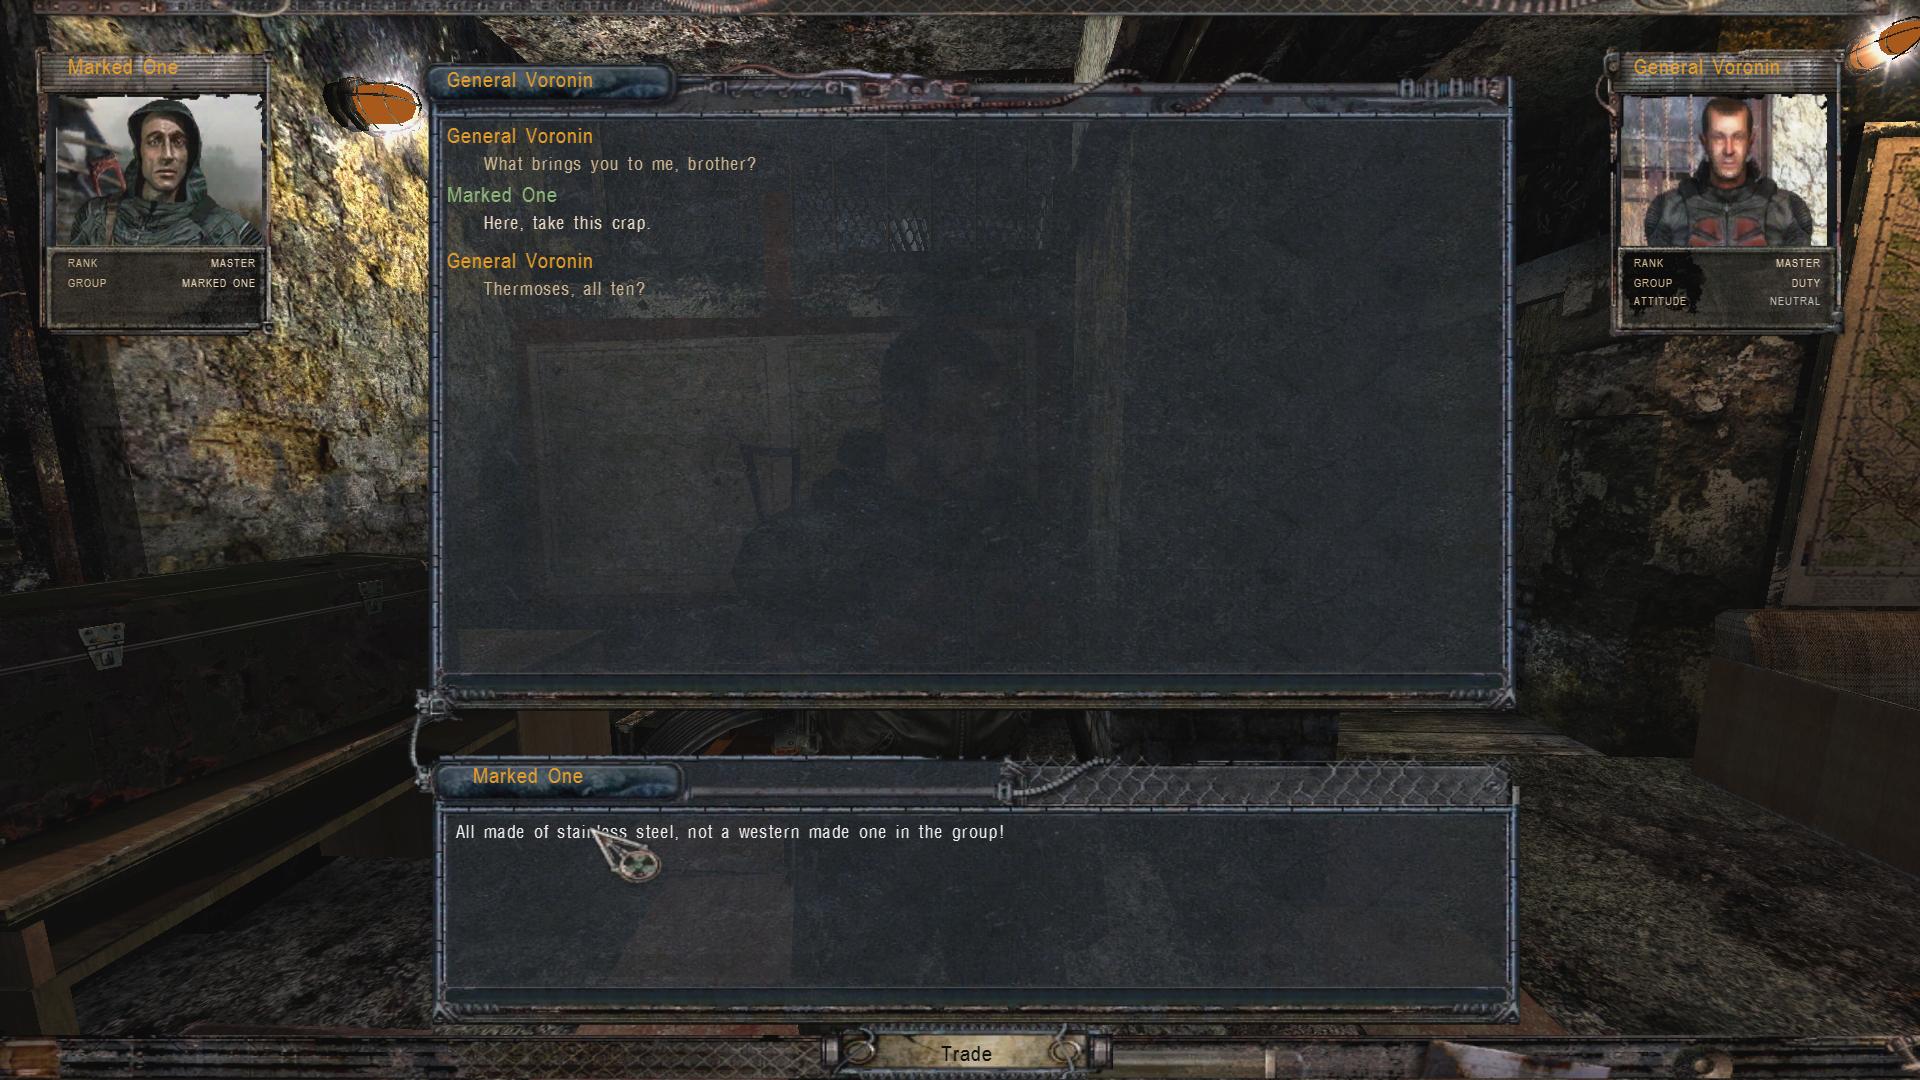 Marked One
RANK MASTER
GROUP MARKED ONE
General Voronin
General Voronin
What brings you to me, brother?
Marked One
Here, take this crap.
General Voronin
Thermoses, all ten?
General Voronin
RANK MASTER
GROUP DUTY
ATTITUDE NEUTRAL
Marked One
All made of stainless steel, not a western made one in the group!
Trade